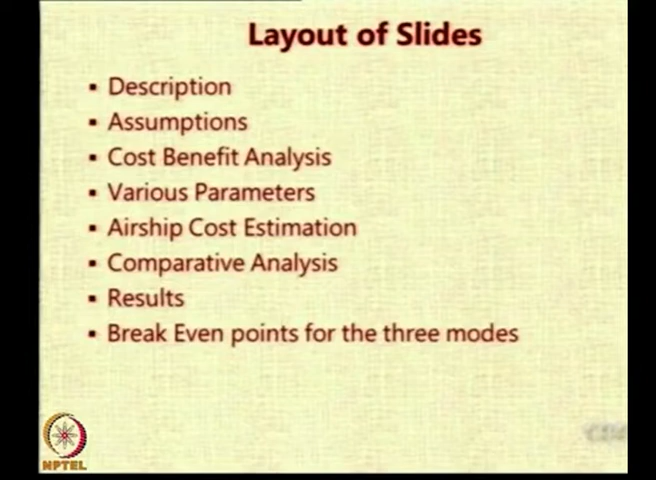 Layout of Slides
▪ Description
▪ Assumptions
▪ Cost Benefit Analysis
▪ Various Parameters
▪ Airship Cost Estimation
▪ Comparative Analysis
▪ Results
▪ Break Even points for the three modes
NPTEL